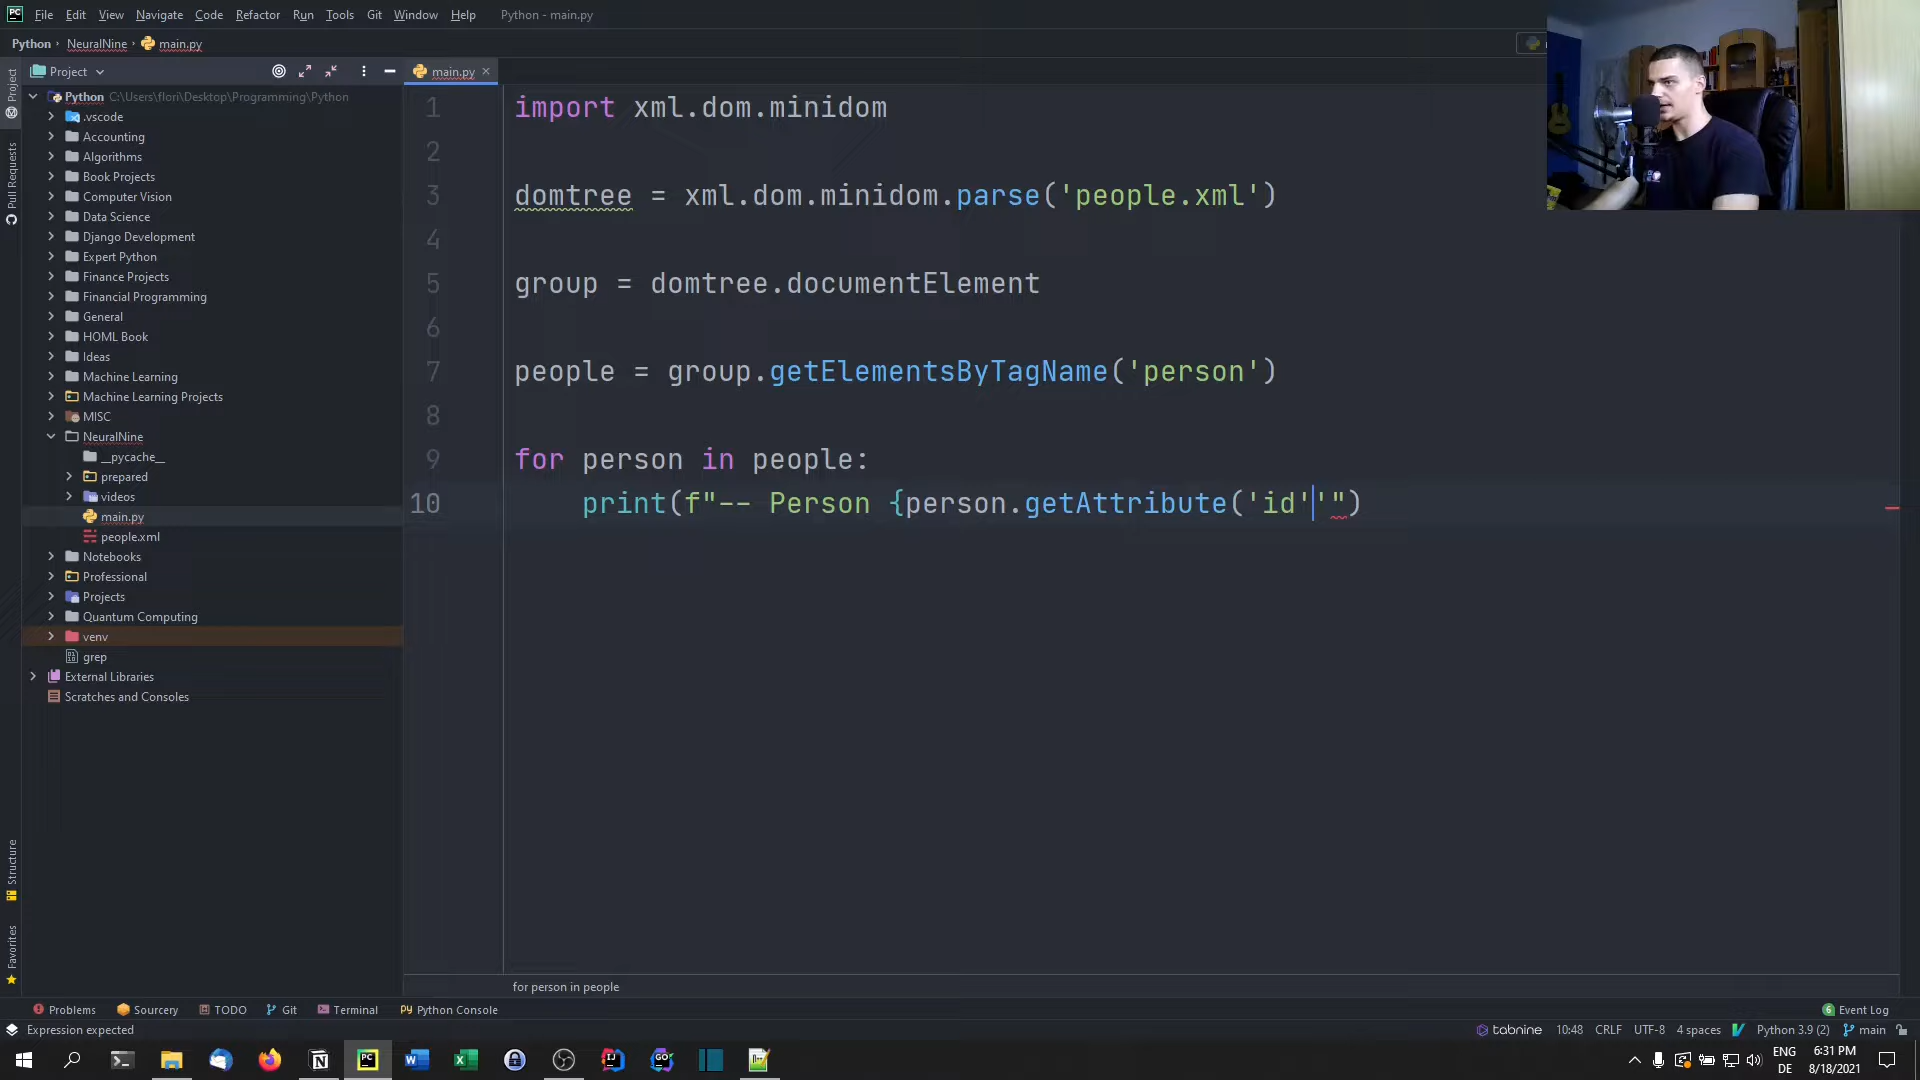 PC File Edit View Navigate Code Refactor Run Tools Git Window Help Python - main.py
Python NeuralNine main.py
Project
main.py
Project
Pull Requests
Structure
Favorites
Python C:\Users\flori\Desktop\Programming\Python
.vscode
Accounting
Algorithms
Book Projects
Computer Vision
Data Science
Django Development
Expert Python
Finance Projects
Financial Programming
General
HOML Book
Ideas
Machine Learning
Machine Learning Projects
MISC
NeuralNine
__pycache__
prepared
videos
main.py
people.xml
Notebooks
Professional
Projects
Quantum Computing
venv
grep
External Libraries
Scratches and Consoles
1 import xml.dom.minidom
2
3 domtree = xml.dom.minidom.parse('people.xml')
4
5 group = domtree.documentElement
6
7 people = group.getElementsByTagName('person')
8
9 for person in people:
10 print(f"-- Person {person.getAttribute('id''")
for person in people
Problems Sourcery TODO Git Terminal Python Console 6 Event Log
Expression expected tabnine 10:48 CRLF UTF-8 4 spaces Python 3.9 (2) main
ENG 6:31 PM
DE 8/18/2021